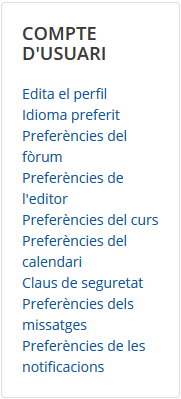 COMPTE
D'USUARI
Edita el perfil
Idioma preferit
Preferències del
fòrum
Preferències de
l'editor
Preferències del curs
Preferències del
calendari
Claus de seguretat
Preferències dels
missatges
Preferències de les
notificacions